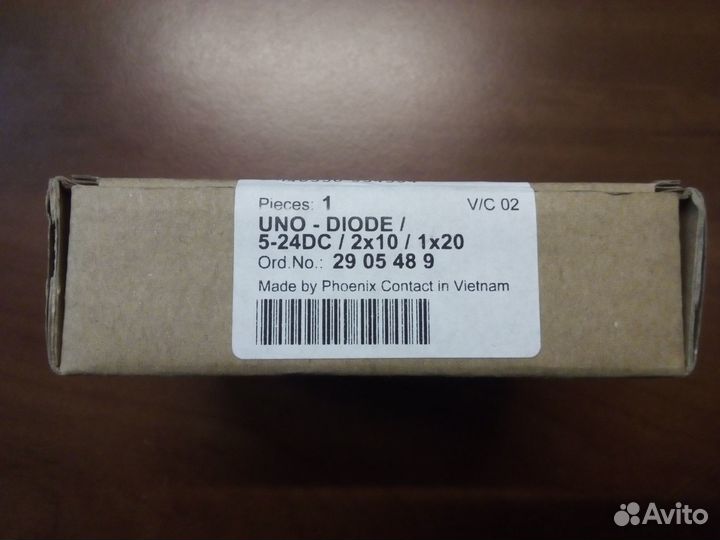 Pieces: 1 V/C 02
UNO - DIODE /
5-24DC / 2x10 / 1x20
Ord.No.: 29 05 48 9
Made by Phoenix Contact in Vietnam
Avito